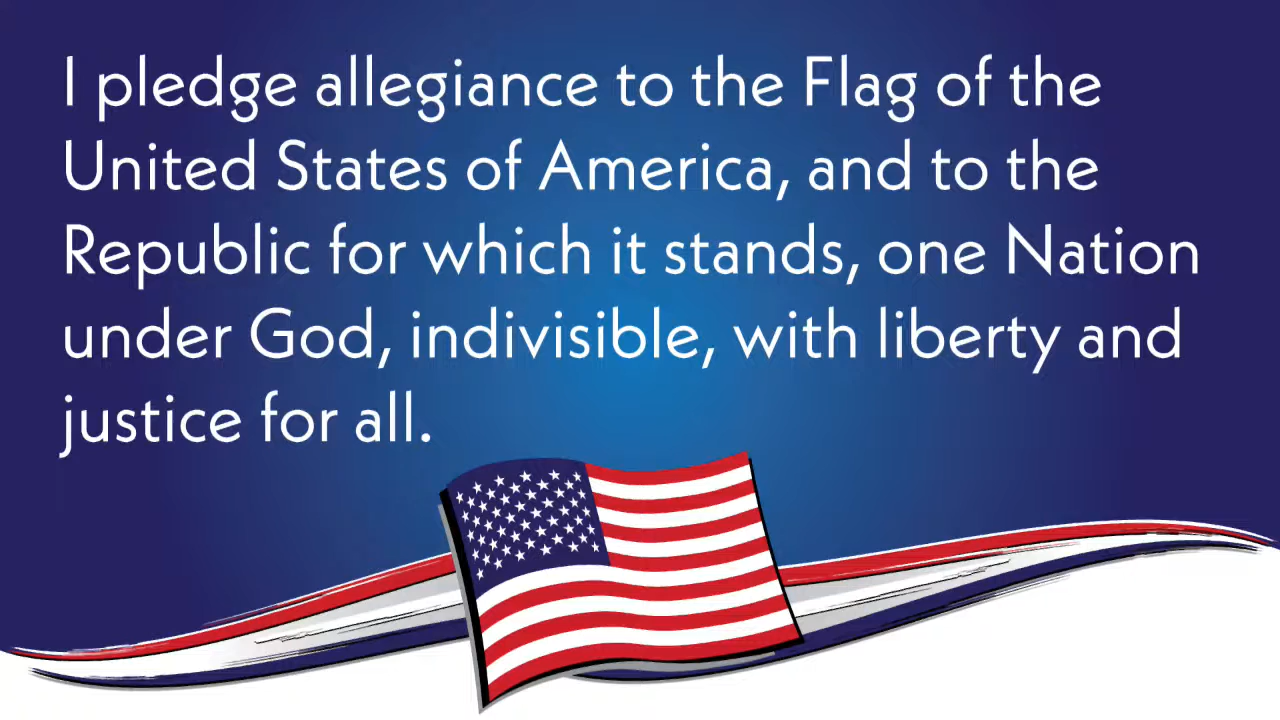 I pledge allegiance to the Flag of the
United States of America, and to the
Republic for which it stands, one Nation
under God, indivisible, with liberty and
justice for all.